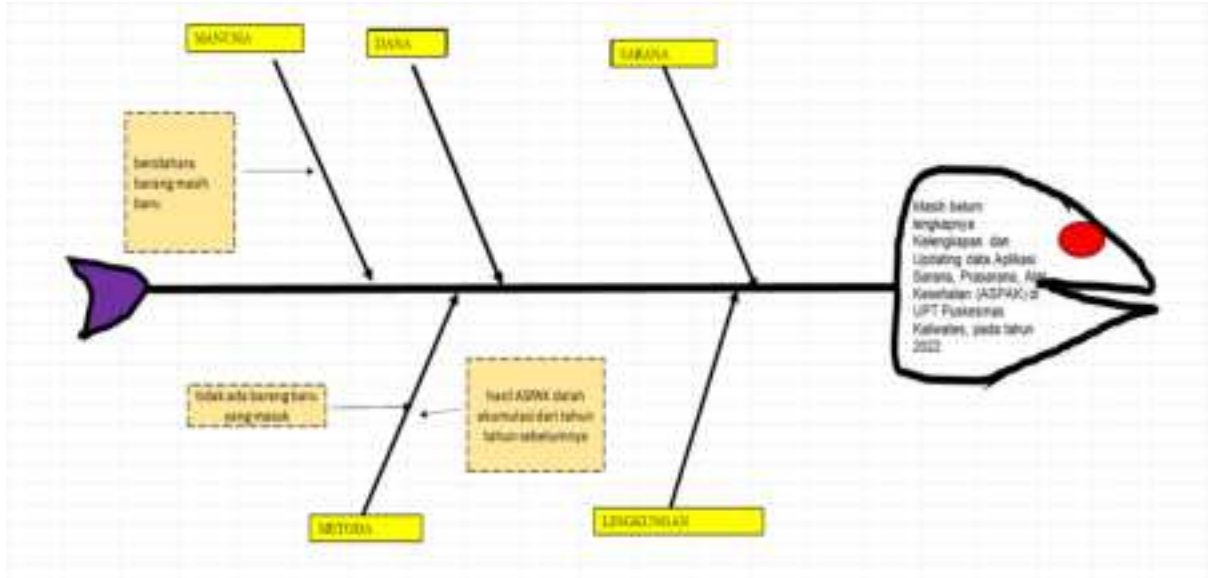 MANUSIA
DANA
SARANA
bendahara
barang masih
baru
Masih belum
lengkapnya
Kelengkapan dan
Updating data Aplikasi
Sarana, Prasarana, Alat
Kesehatan (ASPAK) di
UPT Puskesmas
Kaliwates, pada tahun
2022
tidak ada barang baru
yang masuk
hasil ASPAK dalah
akumulasi dari tahun
tahun sebelumnya
METODA
LINGKUNGAN